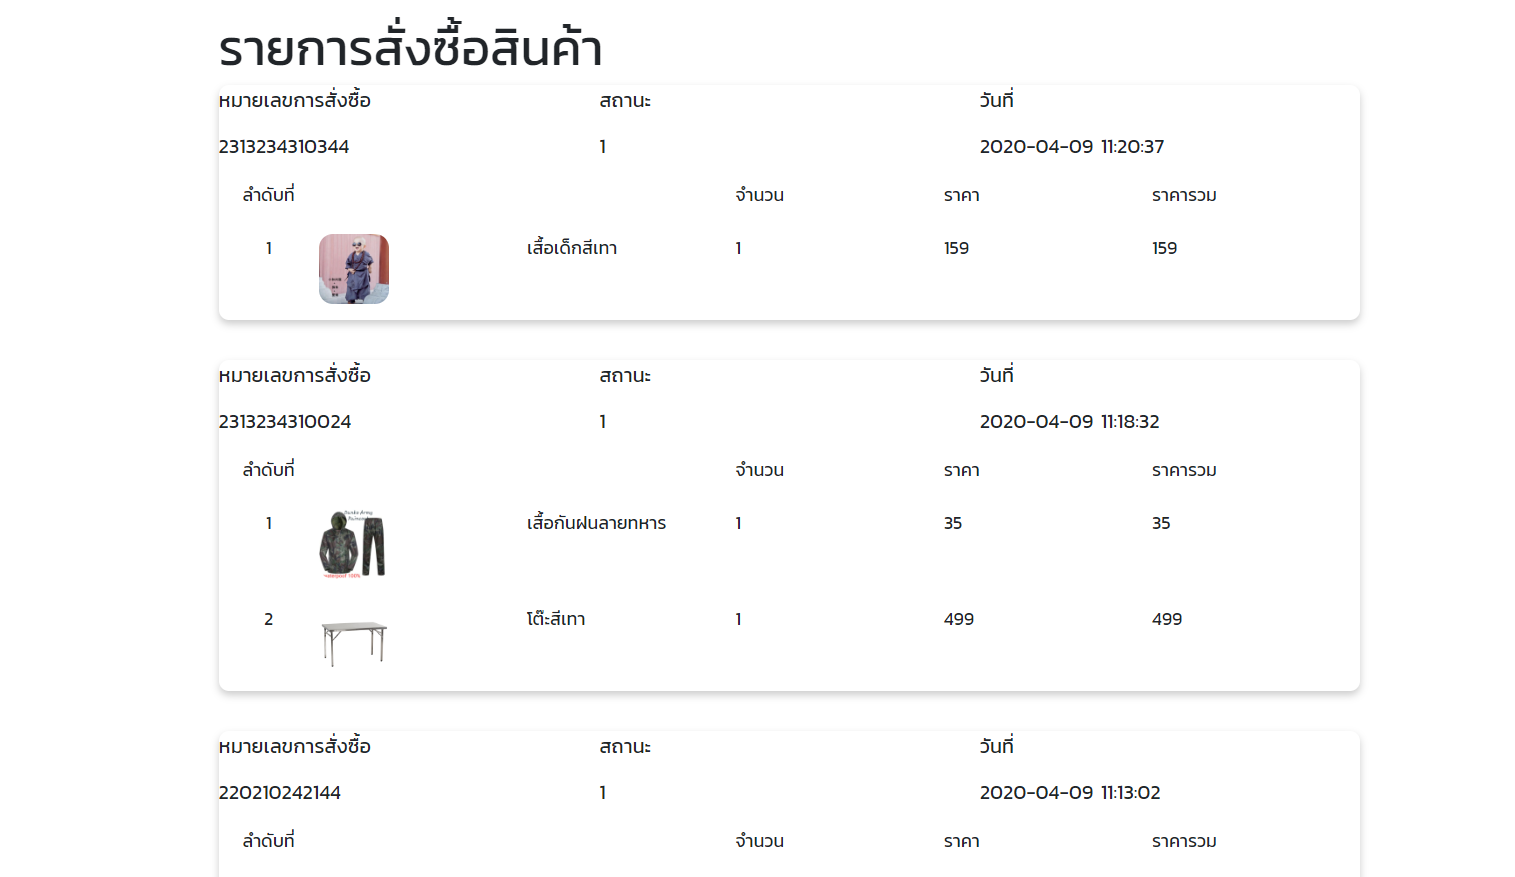 รายการสั่งซื้อสินค้า
หมายเลขการสั่งซื้อ สถานะ วันที่
2313234310344 1 2020-04-09 11:20:37
ลำดับที่ จำนวน ราคา ราคารวม
1 เสื้อเด็กสีเทา 1 159 159
หมายเลขการสั่งซื้อ สถานะ วันที่
2313234310024 1 2020-04-09 11:18:32
ลำดับที่ จำนวน ราคา ราคารวม
1 เสื้อกันฝนลายทหาร 1 35 35
2 โต๊ะสีเทา 1 499 499
หมายเลขการสั่งซื้อ สถานะ วันที่
220210242144 1 2020-04-09 11:13:02
ลำดับที่ จำนวน ราคา ราคารวม